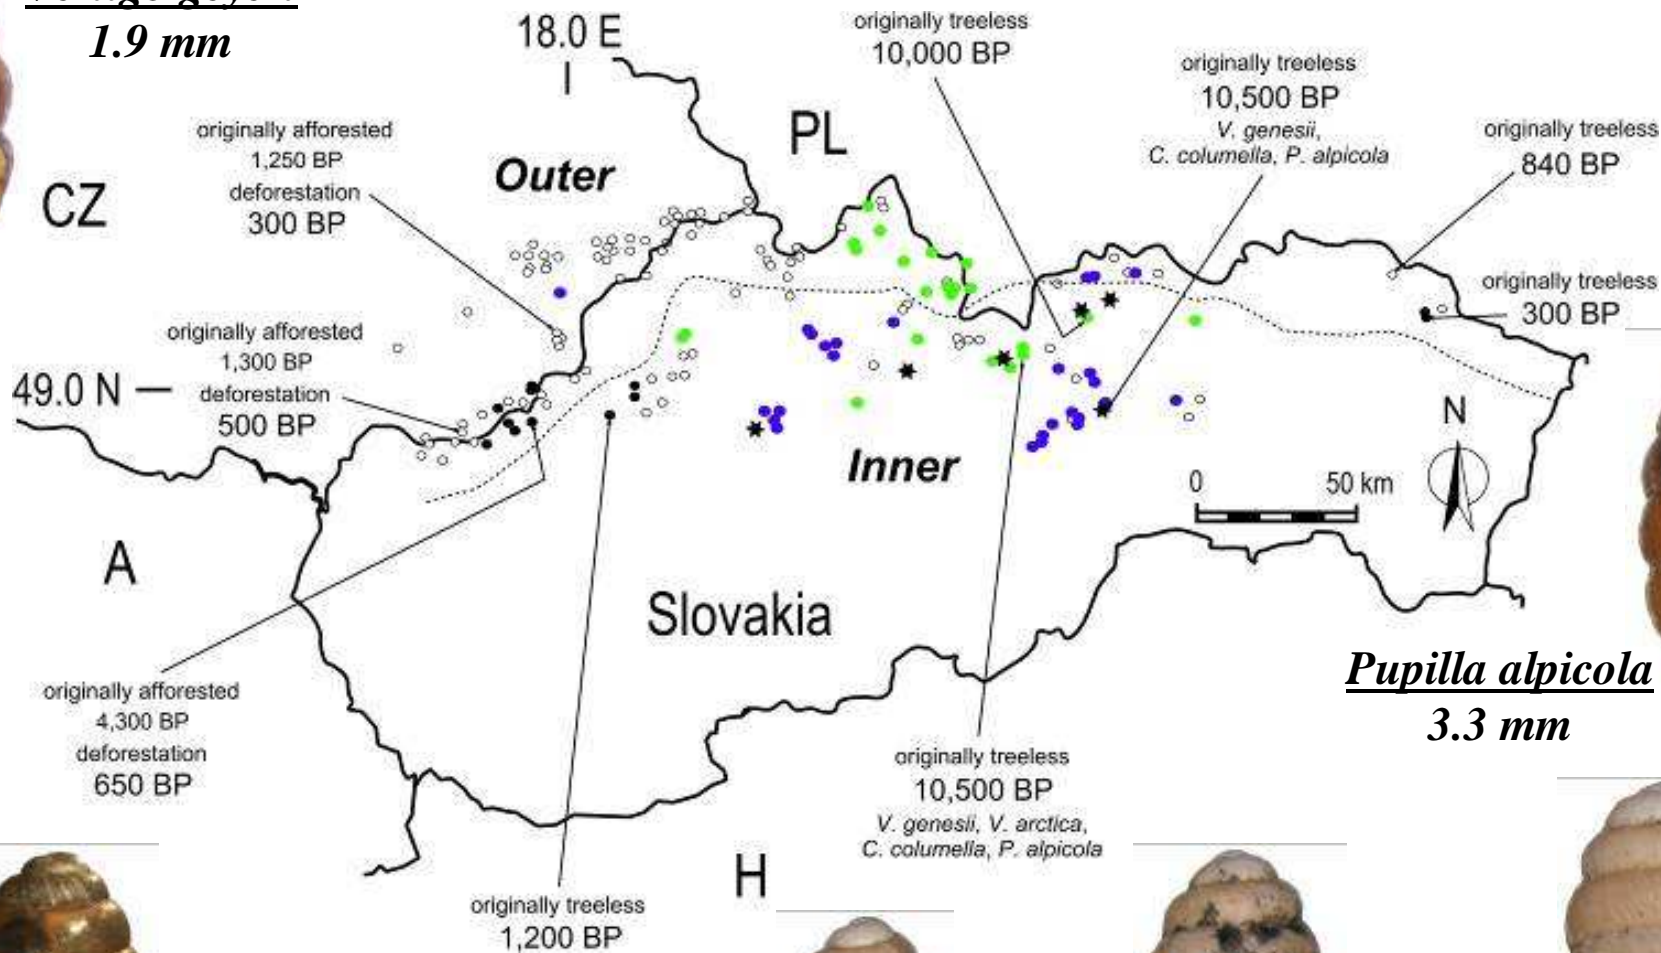 1.9 mm
18.0 E
originally treeless
10,000 BP
originally treeless
10,500 BP
V. genesii,
C. columella, P. alpicola
originally treeless
840 BP
originally afforested
1,250 BP
deforestation
300 BP
CZ
Outer
PL
originally treeless
300 BP
originally afforested
1,300 BP
deforestation
500 BP
49.0 N
N
Inner
0 50 km
A
Slovakia
Pupilla alpicola
3.3 mm
originally afforested
4,300 BP
deforestation
650 BP
originally treeless
10,500 BP
V. genesii, V. arctica,
C. columella, P. alpicola
H
originally treeless
1,200 BP